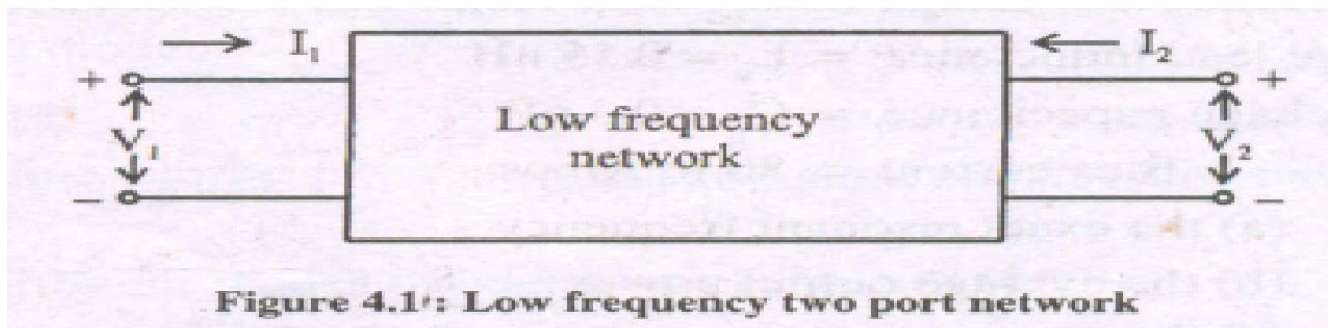 I₁
I₂
+
+
V₁
V₂
Low frequency
network
−
−
Figure 4.1': Low frequency two port network